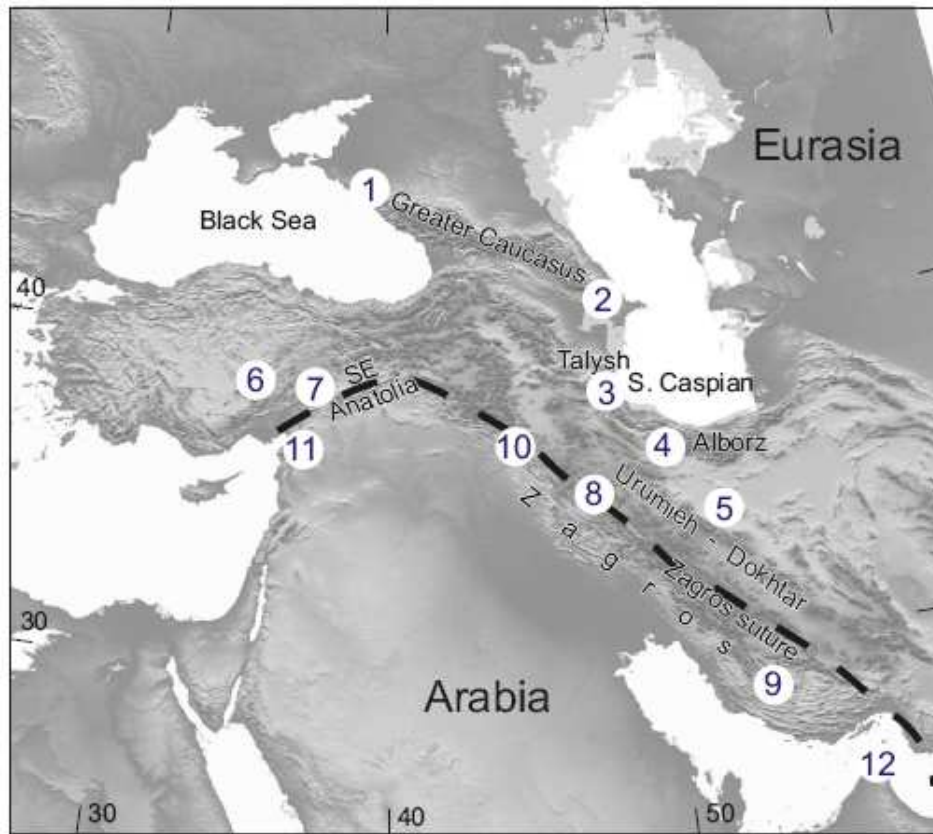 Eurasia
1
Greater Caucasus
Black Sea
40
2
Talysh
SE
6
7
3
S. Caspian
Anatolia
11
10
4
Alborz
8
Urumieh - Dokhtar
5
Zagros
Zagros suture
30
9
Arabia
12
30
40
50